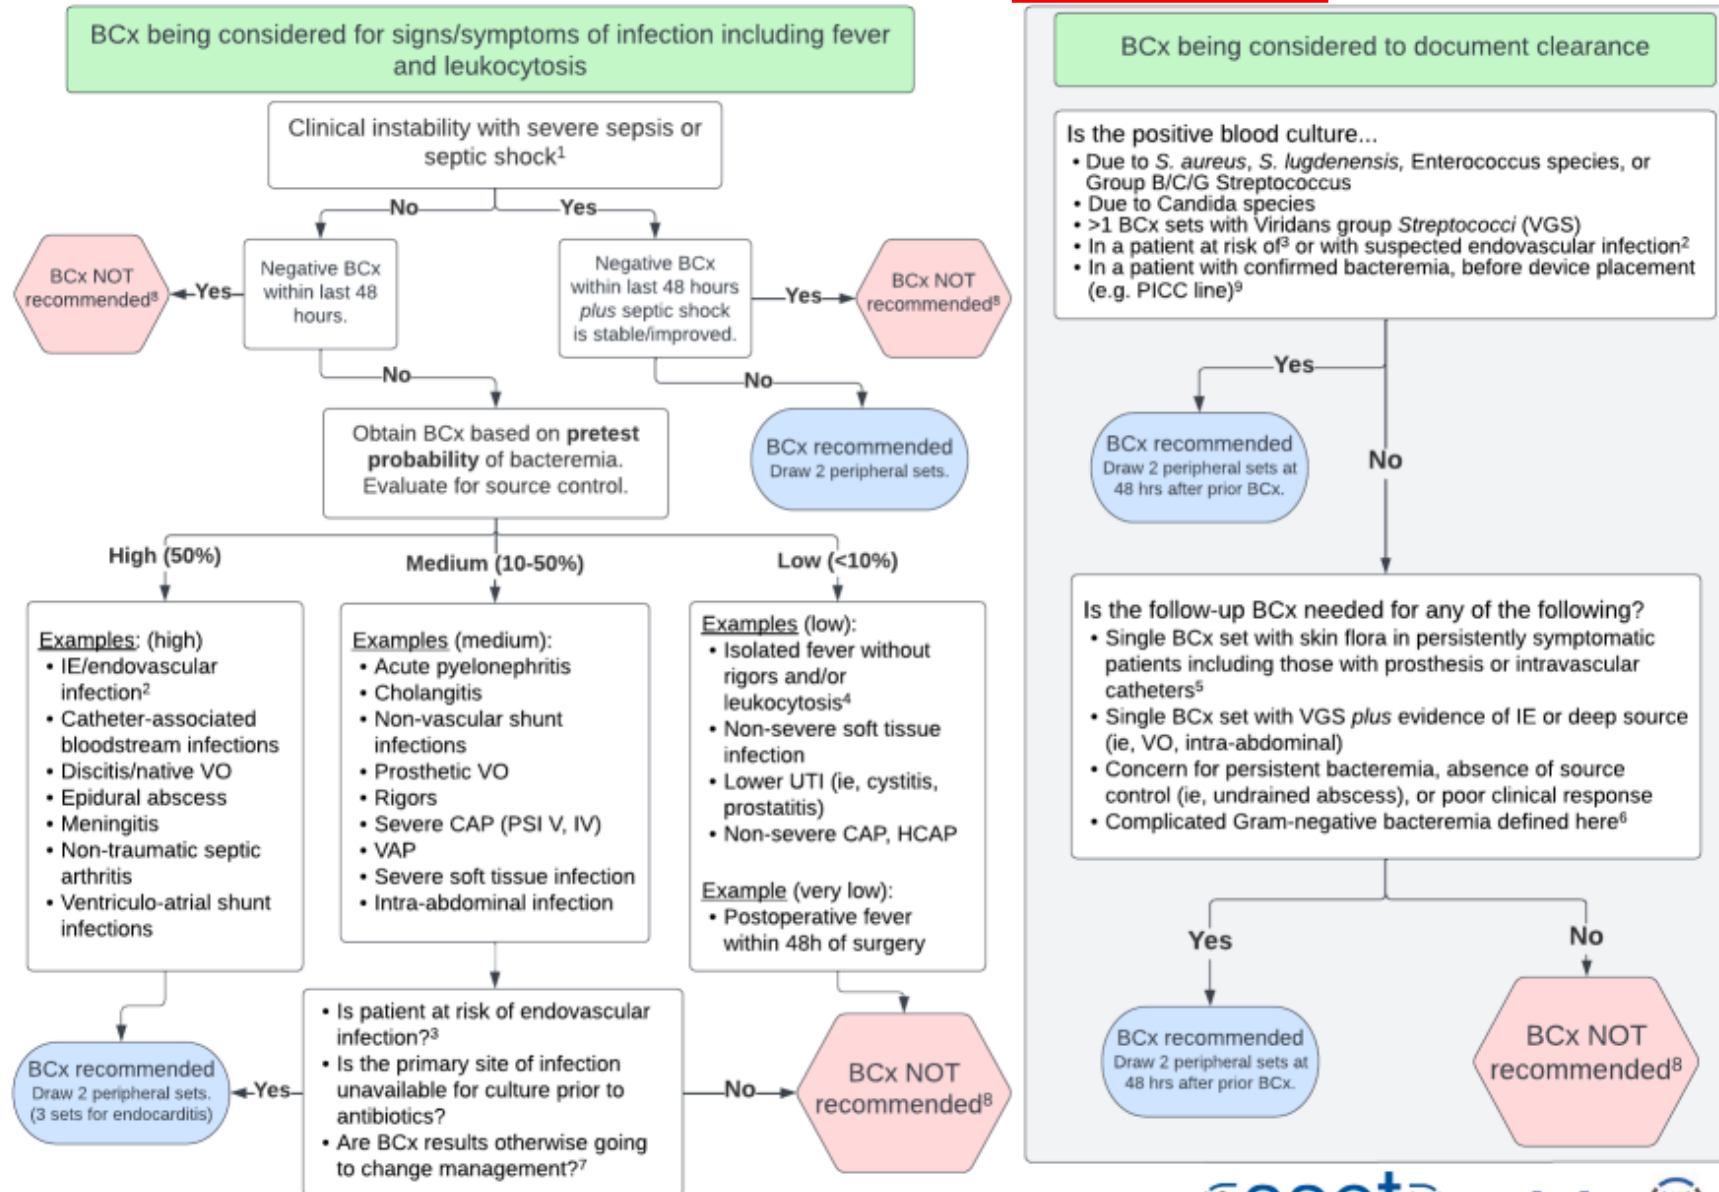 BCx being considered for signs/symptoms of infection including fever
and leukocytosis
Clinical instability with severe sepsis or
septic shock¹
No
Yes
BCx NOT
recommended⁸
Yes
Negative BCx
within last 48
hours.
Negative BCx
within last 48 hours
plus septic shock
is stable/improved.
Yes
BCx NOT
recommended⁸
No
No
Obtain BCx based on pretest
probability of bacteremia.
Evaluate for source control.
BCx recommended
Draw 2 peripheral sets.
High (50%)
Medium (10-50%)
Low (<10%)
Examples: (high)
• IE/endovascular
infection²
• Catheter-associated
bloodstream infections
• Discitis/native VO
• Epidural abscess
• Meningitis
• Non-traumatic septic
arthritis
• Ventriculo-atrial shunt
infections
Examples (medium):
• Acute pyelonephritis
• Cholangitis
• Non-vascular shunt
infections
• Prosthetic VO
• Rigors
• Severe CAP (PSI V, IV)
• VAP
• Severe soft tissue infection
• Intra-abdominal infection
Examples (low):
• Isolated fever without
rigors and/or
leukocytosis⁴
• Non-severe soft tissue
infection
• Lower UTI (ie, cystitis,
prostatitis)
• Non-severe CAP, HCAP
Example (very low):
• Postoperative fever
within 48h of surgery
BCx recommended
Draw 2 peripheral sets.
(3 sets for endocarditis)
Yes
• Is patient at risk of endovascular
infection?³
• Is the primary site of infection
unavailable for culture prior to
antibiotics?
• Are BCx results otherwise going
to change management?⁷
No
BCx NOT
recommended⁸
BCx being considered to document clearance
Is the positive blood culture...
• Due to S. aureus, S. lugdenensis, Enterococcus species, or
Group B/C/G Streptococcus
• Due to Candida species
• >1 BCx sets with Viridans group Streptococci (VGS)
• In a patient at risk of³ or with suspected endovascular infection²
• In a patient with confirmed bacteremia, before device placement
(e.g. PICC line)⁹
Yes
BCx recommended
Draw 2 peripheral sets at
48 hrs after prior BCx.
No
Is the follow-up BCx needed for any of the following?
• Single BCx set with skin flora in persistently symptomatic
patients including those with prosthesis or intravascular
catheters⁵
• Single BCx set with VGS plus evidence of IE or deep source
(ie, VO, intra-abdominal)
• Concern for persistent bacteremia, absence of source
control (ie, undrained abscess), or poor clinical response
• Complicated Gram-negative bacteremia defined here⁶
Yes
No
BCx recommended
Draw 2 peripheral sets at
48 hrs after prior BCx.
BCx NOT
recommended⁸